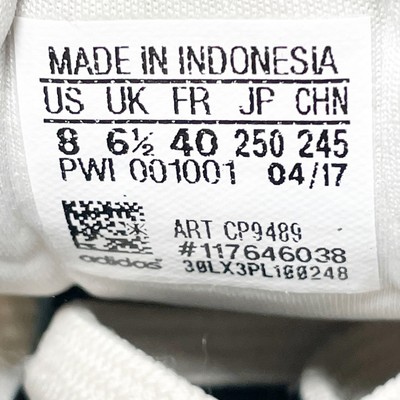 MADE IN INDONESIA
US UK FR JP CHN
8 6½ 40 250 245
PWI 001001 04/17
ART CP9489
#117646038
adidas 30LX3PL100248